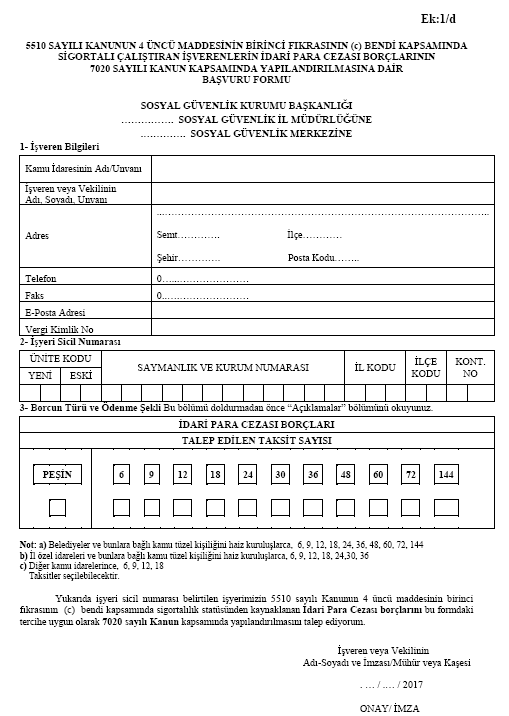 Ek:1/d
5510 SAYILI KANUNUN 4 ÜNCÜ MADDESİNİN BİRİNCİ FIKRASININ (c) BENDİ KAPSAMINDA
SİGORTALI ÇALIŞTIRAN İŞVERENLERİN İDARİ PARA CEZASI BORÇLARININ
7020 SAYILI KANUN KAPSAMINDA YAPILANDIRILMASINA DAİR
BAŞVURU FORMU
SOSYAL GÜVENLİK KURUMU BAŞKANLIĞI
…………… SOSYAL GÜVENLİK İL MÜDÜRLÜĞÜNE
…………. SOSYAL GÜVENLİK MERKEZİNE
1- İşveren Bilgileri
Kamu İdaresinin Adı/Unvanı
İşveren veya Vekilinin
Adı, Soyadı, Unvanı
Adres
...…………………………………………………………………………………………….
Semt…………. İlçe…………
Şehir…………. Posta Kodu……..
Telefon 0…..…………………
Faks 0..……………………
E-Posta Adresi
Vergi Kimlik No
2- İşyeri Sicil Numarası
ÜNİTE KODU SAYMANLIK VE KURUM NUMARASI İL KODU İLÇE KODU KONT. NO
YENİ ESKİ
3- Borcun Türü ve Ödenme Şekli Bu bölümü doldurmadan önce “Açıklamalar” bölümünü okuyunuz.
İDARİ PARA CEZASI BORÇLARI
TALEP EDİLEN TAKSİT SAYISI
PEŞİN 6 9 12 18 24 30 36 48 60 72 144
Not: a) Belediyeler ve bunlara bağlı kamu tüzel kişiliğini haiz kuruluşlarca, 6, 9, 12, 18, 24, 36, 48, 60, 72, 144
b) İl özel idareleri ve bunlara bağlı kamu tüzel kişiliğini haiz kuruluşlarca, 6, 9, 12, 18, 24,30, 36
c) Diğer kamu idarelerince, 6, 9, 12, 18
Taksitler seçilebilecektir.
Yukarıda işyeri sicil numarası belirtilen işyerimizin 5510 sayılı Kanunun 4 üncü maddesinin birinci
fıkrasının (c) bendi kapsamında sigortalılık statüsünden kaynaklanan İdari Para Cezası borçlarını bu formdaki
tercihe uygun olarak 7020 sayılı Kanun kapsamında yapılandırılmasını talep ediyorum.
İşveren veya Vekilinin
Adı-Soyadı ve İmzası/Mühür veya Kaşesi
. … / .… / 2017
ONAY/ İMZA